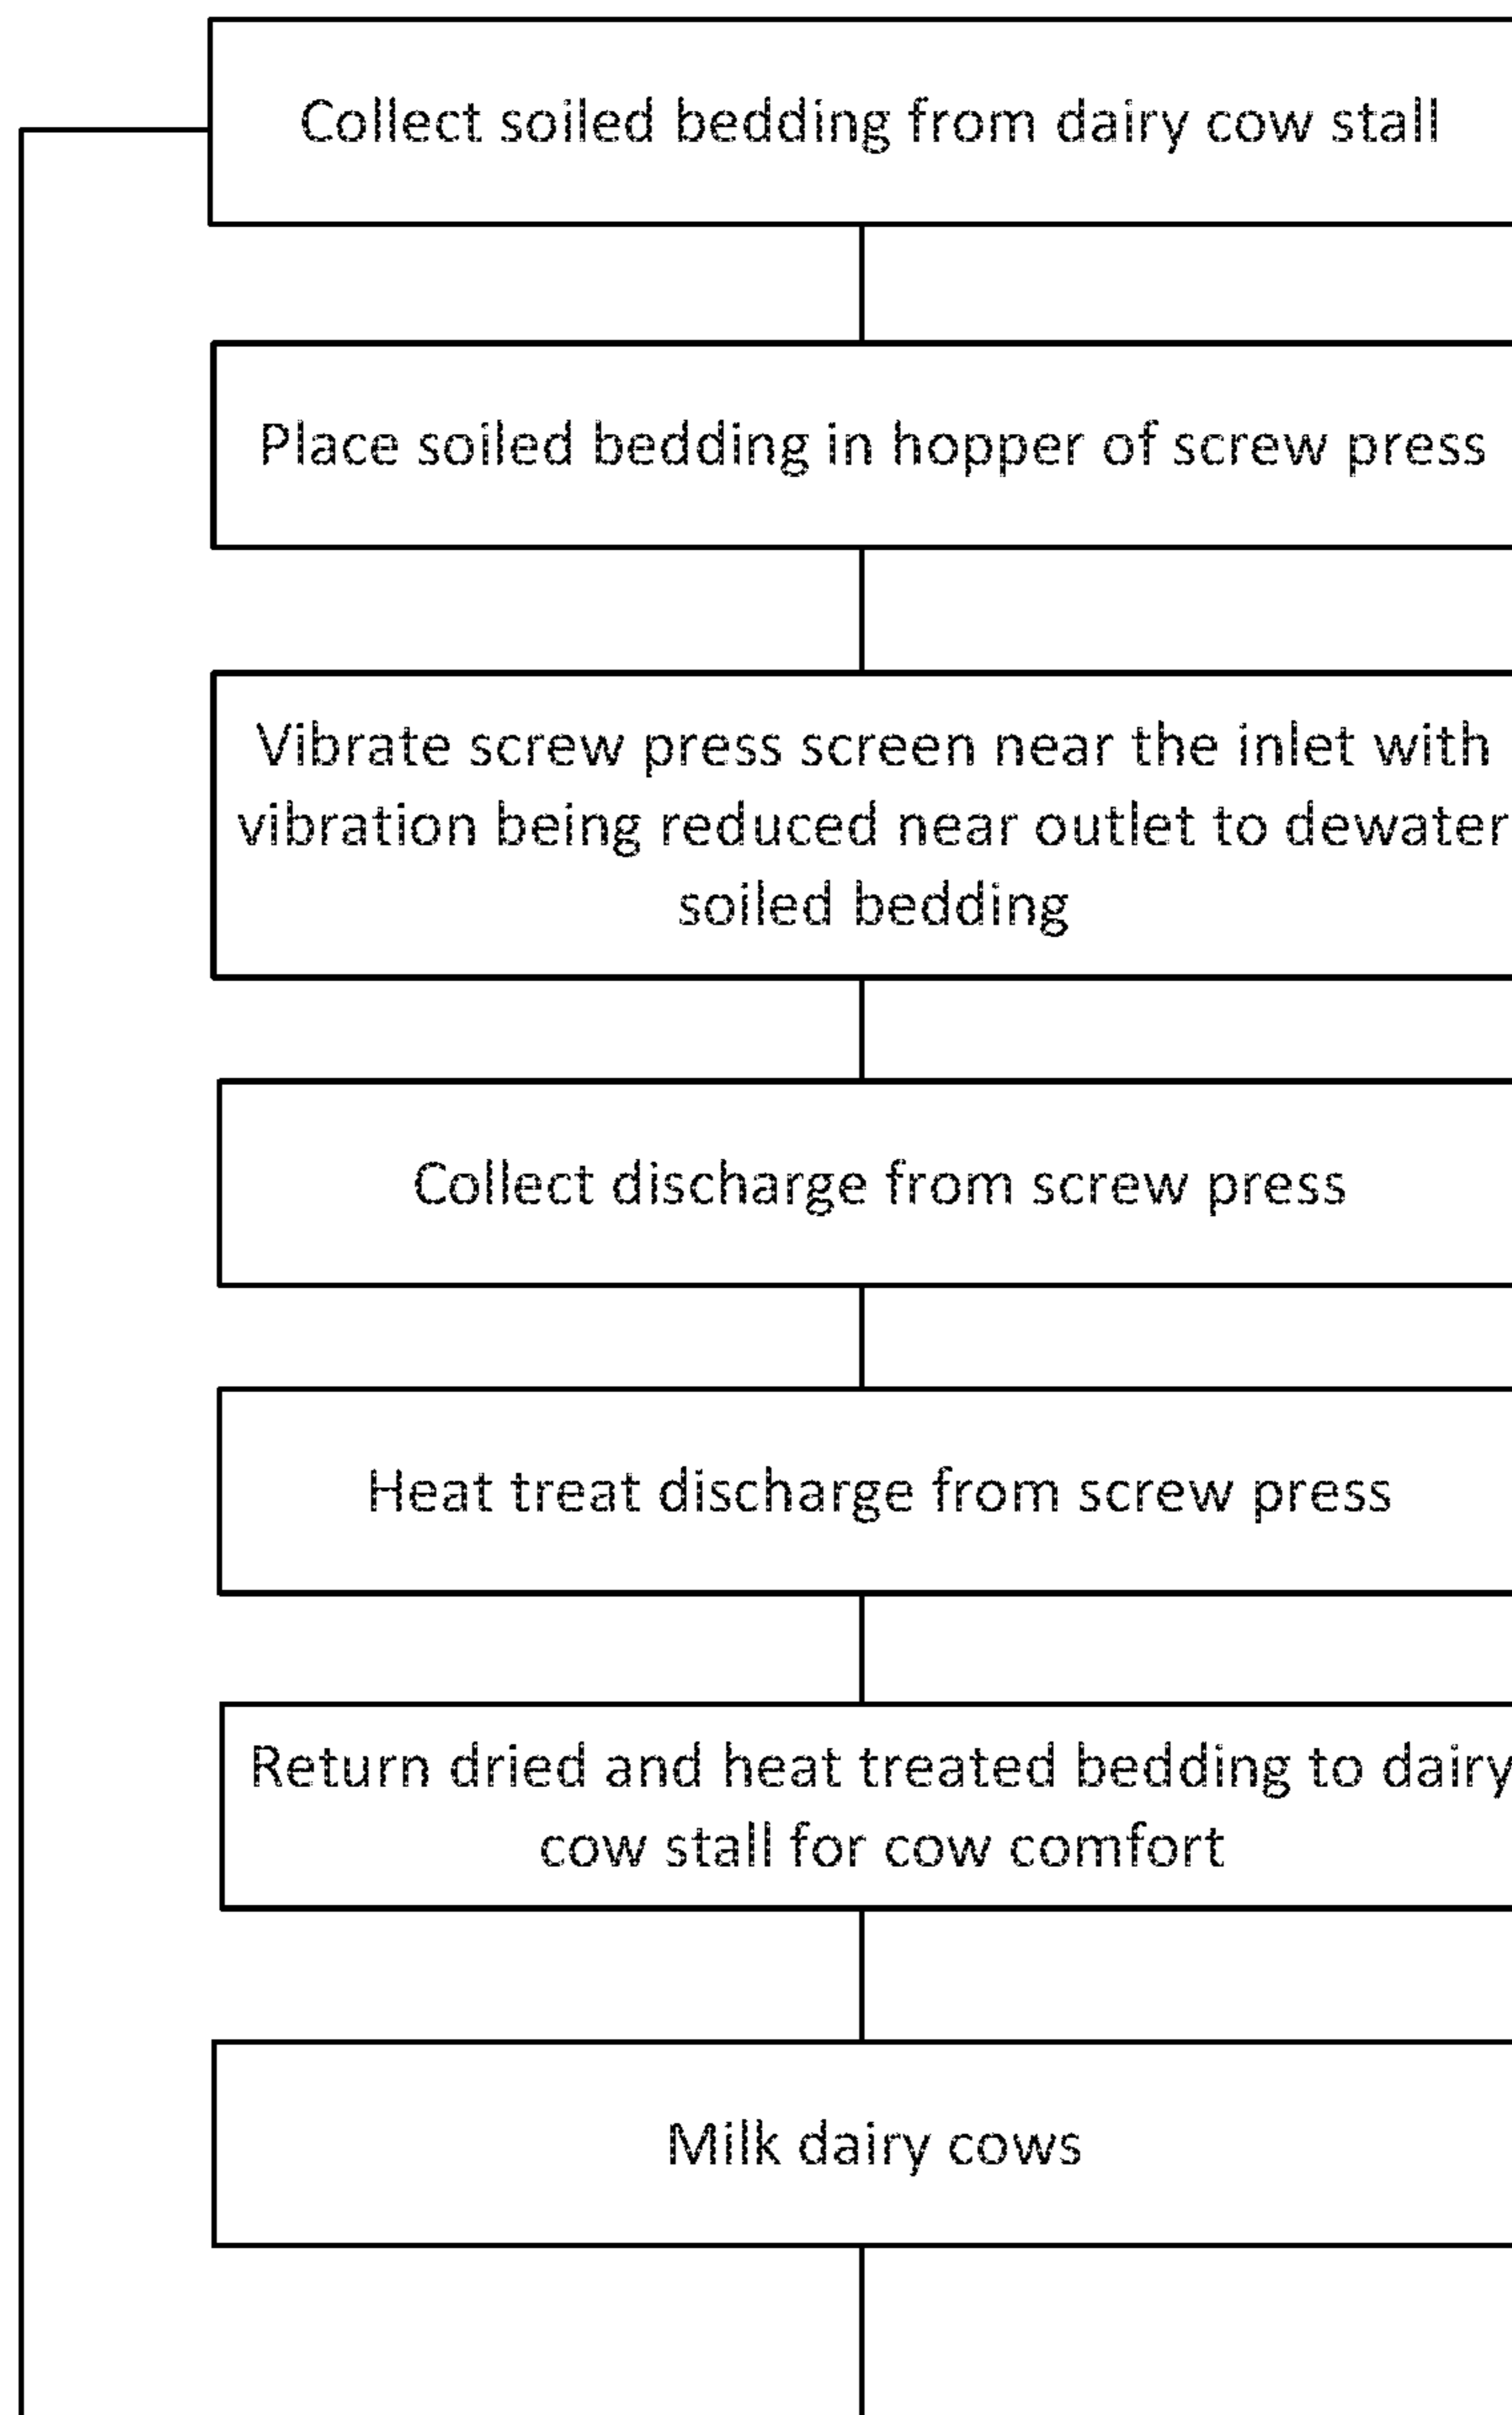 Collect soiled bedding from dairy cow stall
Place soiled bedding in hopper of screw press
Vibrate screw press screen near the inlet with
vibration being reduced near outlet to dewater
soiled bedding
Collect discharge from screw press
Heat treat discharge from screw press
Return dried and heat treated bedding to dairy
cow stall for cow comfort
Milk dairy cows